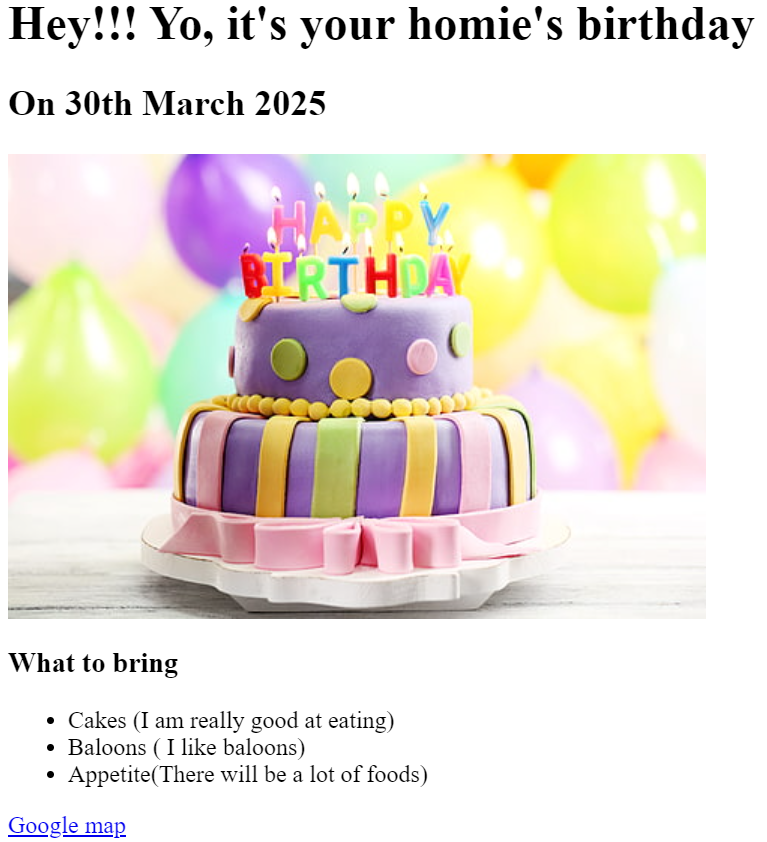 Hey!!! Yo, it's your homie's birthday
On 30th March 2025
HAPPY
BIRTHDAY
What to bring
Cakes (I am really good at eating)
Baloons ( I like baloons)
Appetite(There will be a lot of foods)
Google map